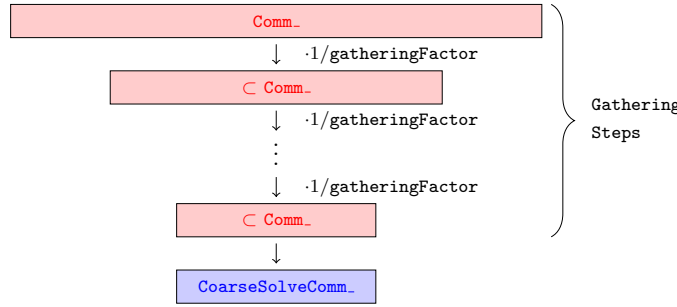 Comm_
↓ ·1/gatheringFactor
⊂ Comm_
↓ ·1/gatheringFactor
⋮
↓ ·1/gatheringFactor
⊂ Comm_
↓
CoarseSolveComm_
Gathering
Steps